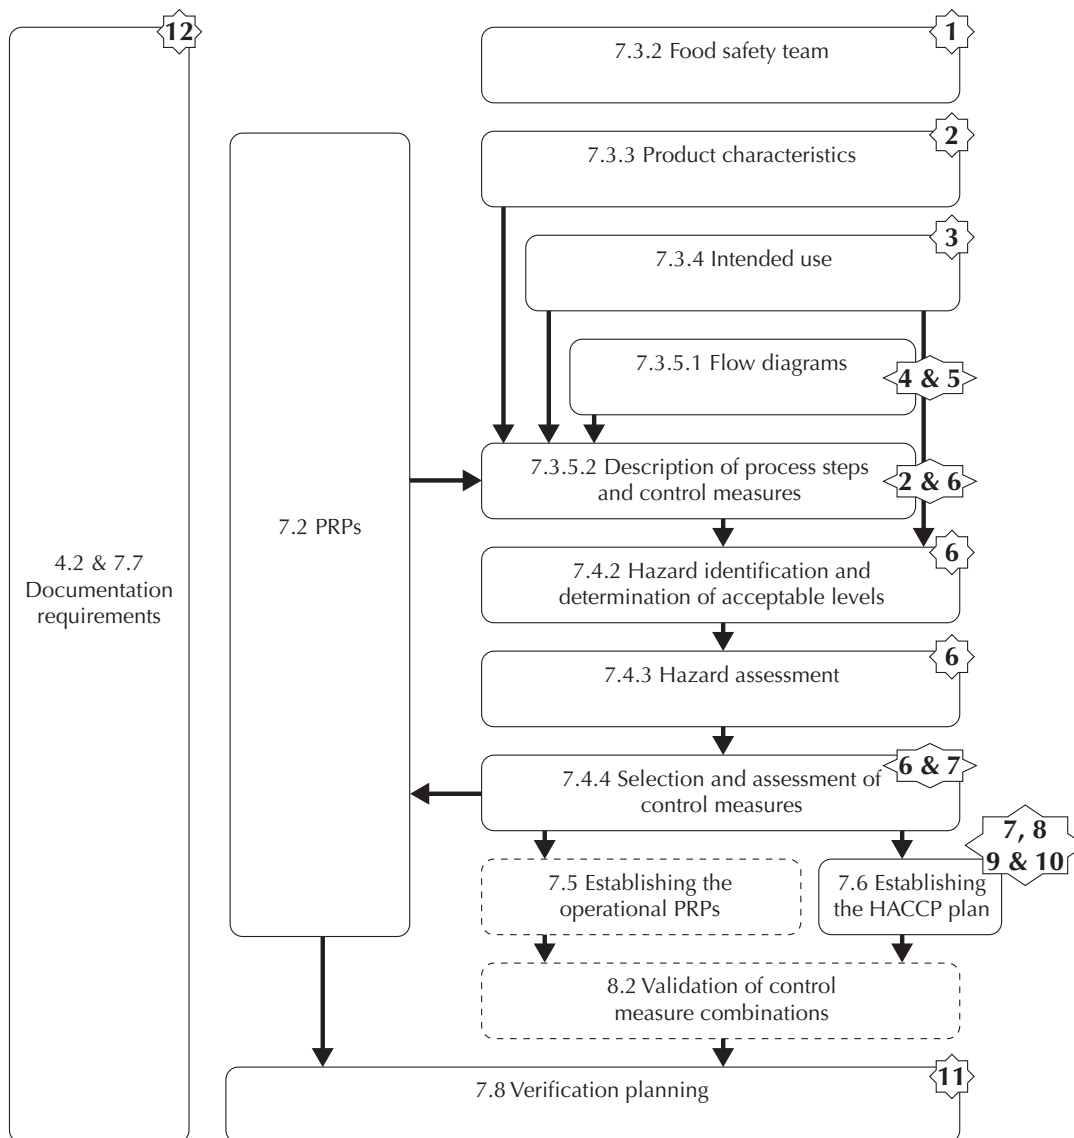 12
1
7.3.2 Food safety team
2
7.3.3 Product characteristics
3
7.3.4 Intended use
7.3.5.1 Flow diagrams
4 & 5
7.3.5.2 Description of process steps
and control measures
2 & 6
7.2 PRPs
4.2 & 7.7
Documentation
requirements
6
7.4.2 Hazard identification and
determination of acceptable levels
6
7.4.3 Hazard assessment
6 & 7
7.4.4 Selection and assessment of
control measures
7, 8
9 & 10
7.5 Establishing the
operational PRPs
7.6 Establishing
the HACCP plan
8.2 Validation of control
measure combinations
11
7.8 Verification planning